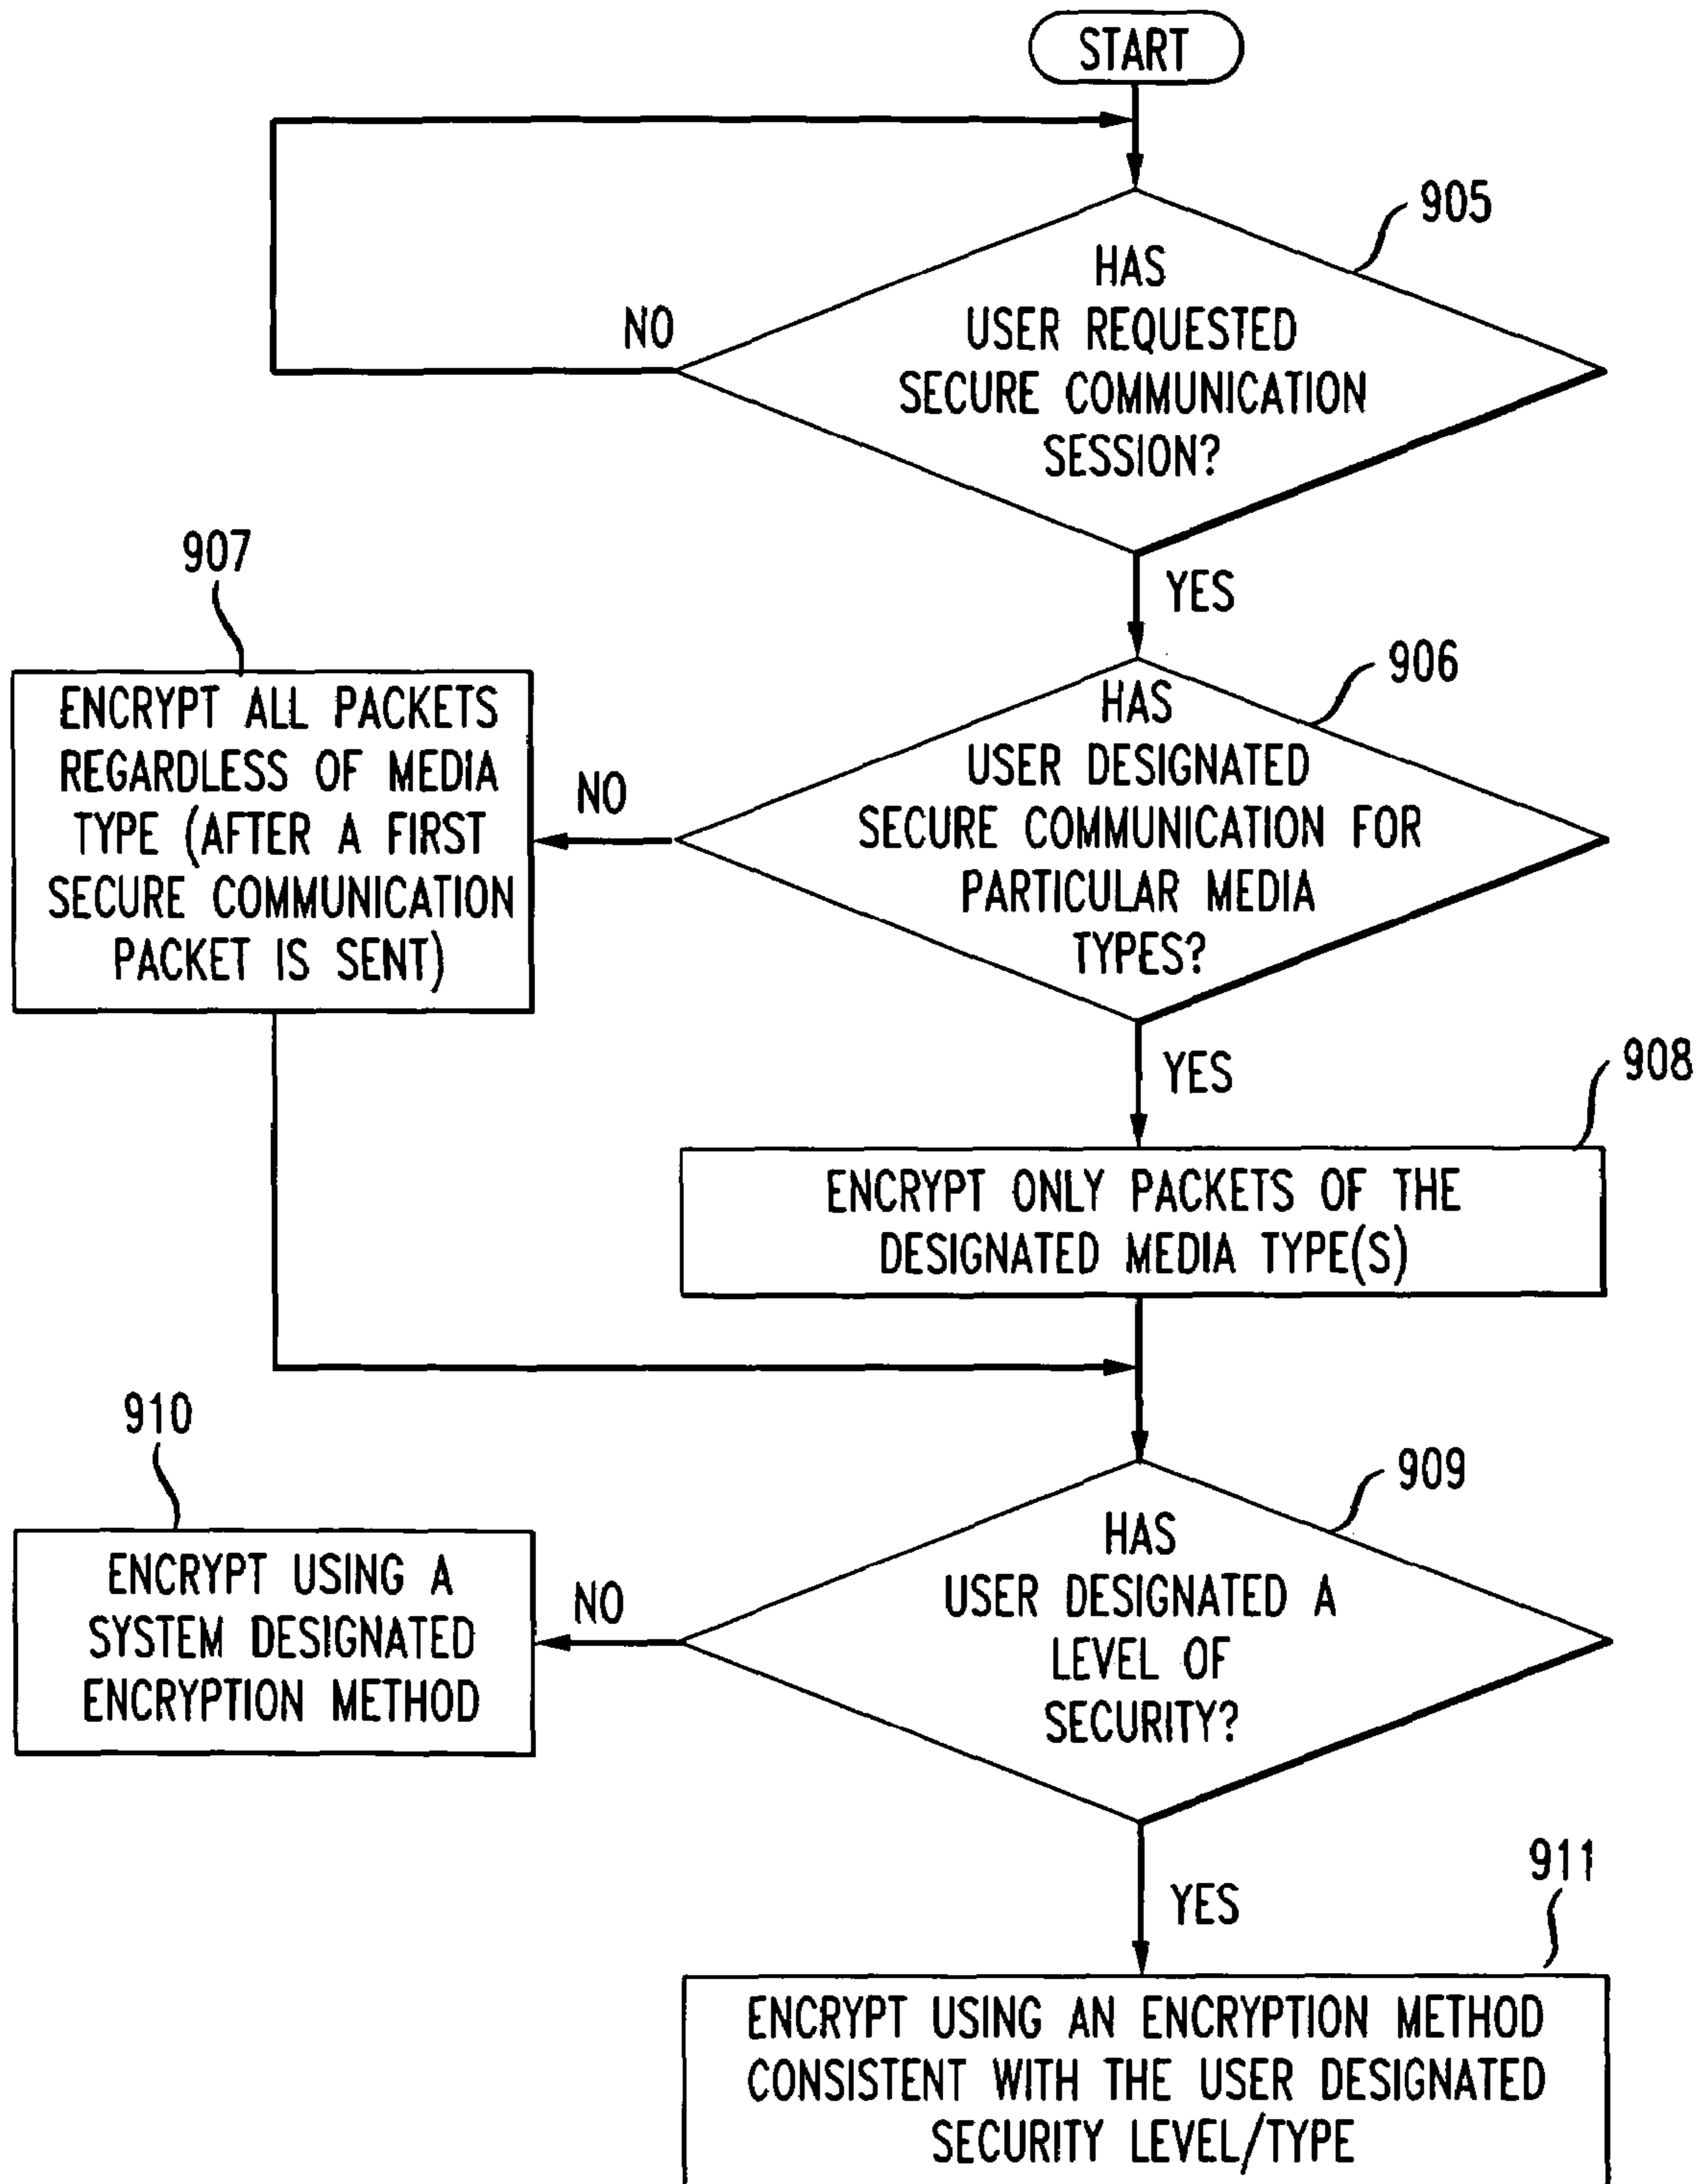 START
905
HAS
USER REQUESTED
SECURE COMMUNICATION
SESSION?
NO
YES
907
ENCRYPT ALL PACKETS
REGARDLESS OF MEDIA
TYPE (AFTER A FIRST
SECURE COMMUNICATION
PACKET IS SENT)
NO
906
HAS
USER DESIGNATED
SECURE COMMUNICATION FOR
PARTICULAR MEDIA
TYPES?
YES
908
ENCRYPT ONLY PACKETS OF THE
DESIGNATED MEDIA TYPE(S)
910
ENCRYPT USING A
SYSTEM DESIGNATED
ENCRYPTION METHOD
NO
909
HAS
USER DESIGNATED A
LEVEL OF
SECURITY?
YES
911
ENCRYPT USING AN ENCRYPTION METHOD
CONSISTENT WITH THE USER DESIGNATED
SECURITY LEVEL/TYPE